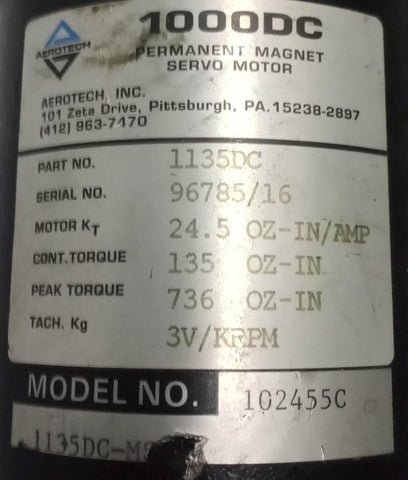 1000DC
AEROTECH
PERMANENT MAGNET
SERVO MOTOR
AEROTECH, INC.
101 Zeta Drive, Pittsburgh, PA.15238-2897
(412) 963-7470
PART NO. 1135DC
SERIAL NO. 96785/16
MOTOR KT 24.5 OZ-IN/AMP
CONT.TORQUE 135 OZ-IN
PEAK TORQUE 736 OZ-IN
TACH. Kg 3V/KRPM
MODEL NO. 102455C